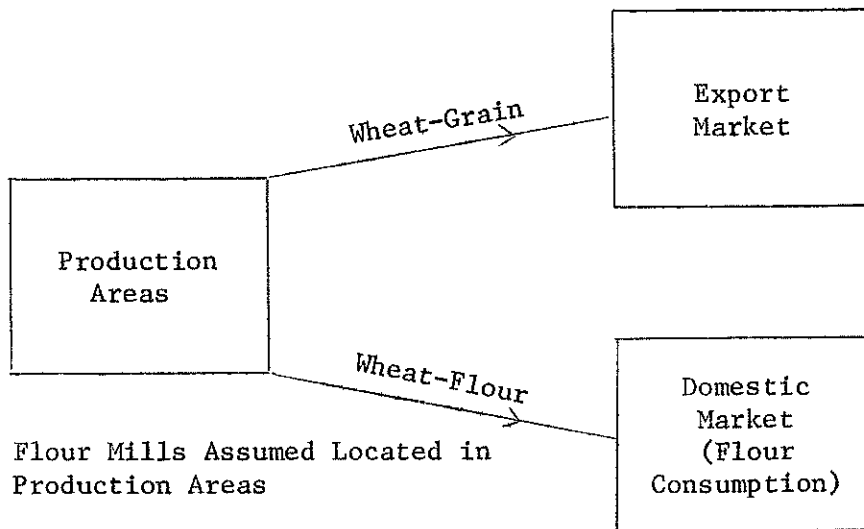 Export
Market
Wheat-Grain
Production
Areas
Wheat-Flour
Domestic
Market
(Flour
Consumption)
Flour Mills Assumed Located in
Production Areas